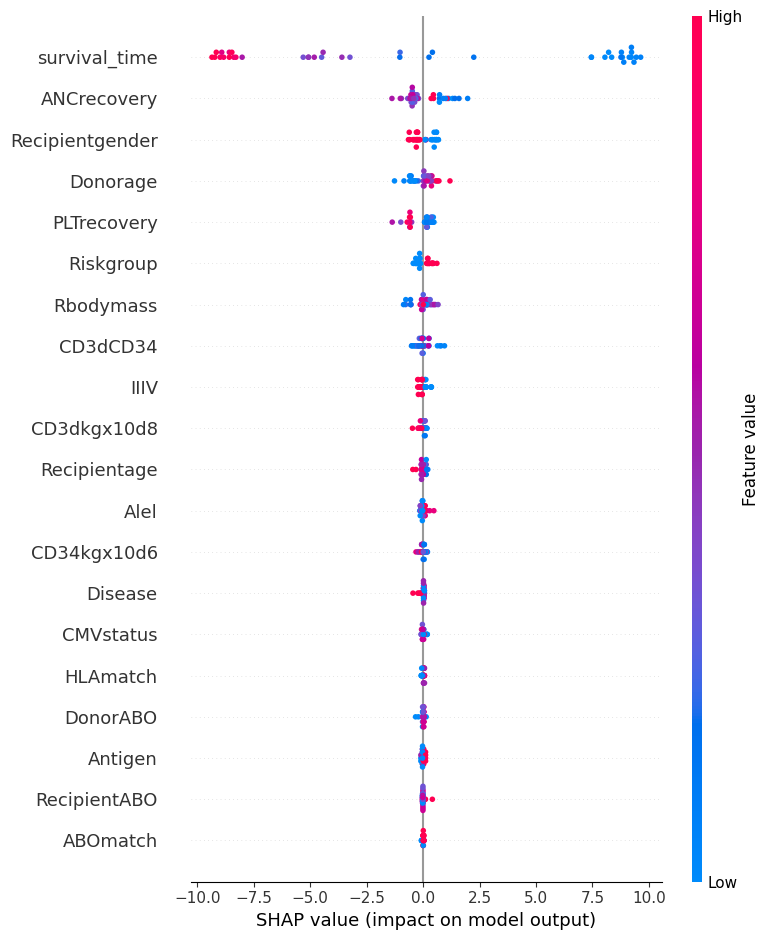 High
survival_time
ANCrecovery
Recipientgender
Donorage
PLTrecovery
Riskgroup
Rbodymass
CD3dCD34
IIIV
CD3dkgx10d8
Recipientage
Alel
CD34kgx10d6
Disease
CMVstatus
HLAmatch
DonorABO
Antigen
RecipientABO
ABOmatch
Feature value
Low
−10.0 −7.5 −5.0 −2.5 0.0 2.5 5.0 7.5 10.0
SHAP value (impact on model output)